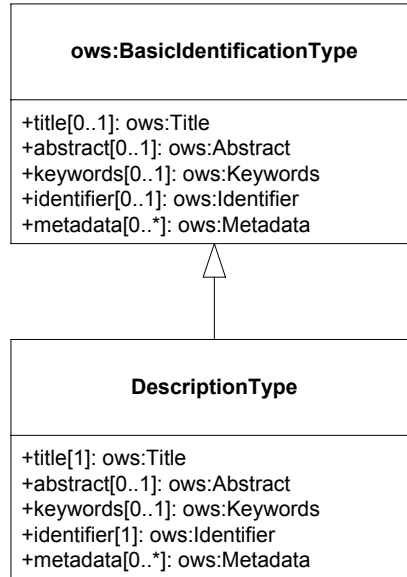 ows:BasicIdentificationType
+title[0..1]: ows:Title
+abstract[0..1]: ows:Abstract
+keywords[0..1]: ows:Keywords
+identifier[0..1]: ows:Identifier
+metadata[0..*]: ows:Metadata
DescriptionType
+title[1]: ows:Title
+abstract[0..1]: ows:Abstract
+keywords[0..1]: ows:Keywords
+identifier[1]: ows:Identifier
+metadata[0..*]: ows:Metadata